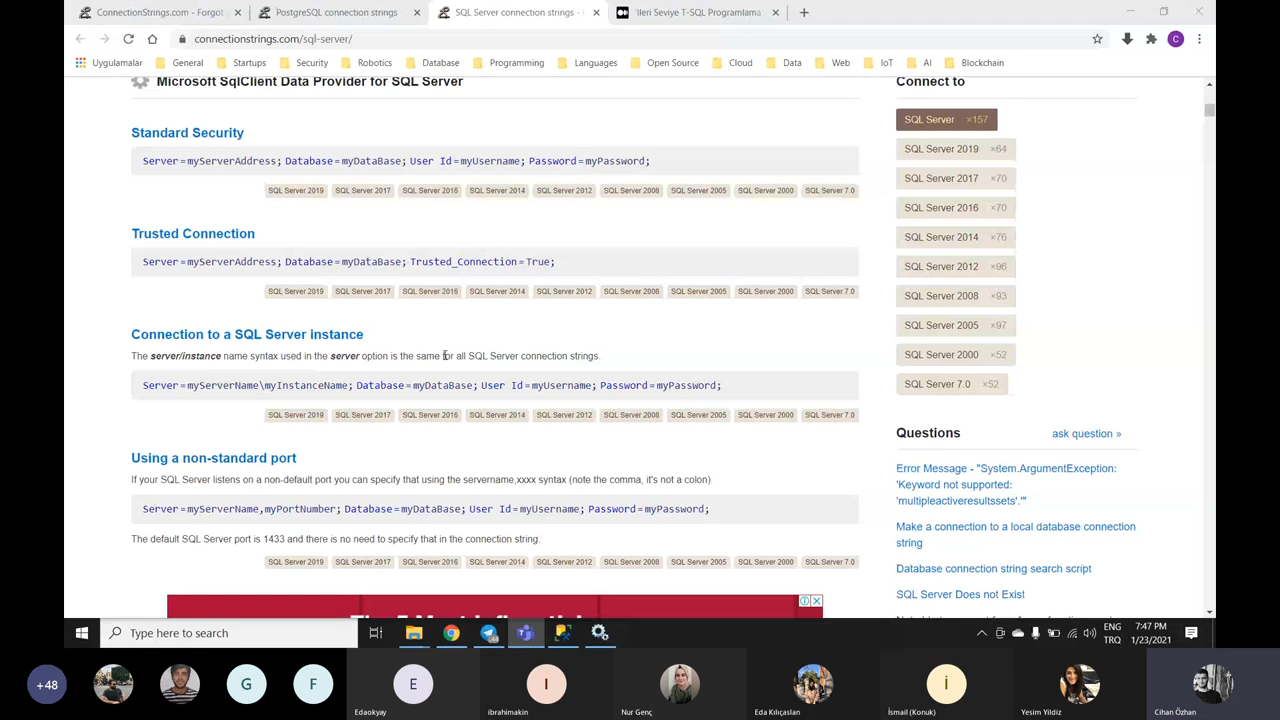 ConnectionStrings.com - Forgot
PostgreSQL connection strings
SQL Server connection strings -
İleri Seviye T-SQL Programlama
connectionstrings.com/sql-server/
C
Uygulamalar
General
Startups
Security
Robotics
Database
Programming
Languages
Open Source
Cloud
Data
Web
IoT
AI
Blockchain
Microsoft SqlClient Data Provider for SQL Server
Standard Security
Server=myServerAddress; Database=myDataBase; User Id=myUsername; Password=myPassword;
SQL Server 2019 SQL Server 2017 SQL Server 2016 SQL Server 2014 SQL Server 2012 SQL Server 2008 SQL Server 2005 SQL Server 2000 SQL Server 7.0
Trusted Connection
Server=myServerAddress; Database=myDataBase; Trusted_Connection=True;
SQL Server 2019 SQL Server 2017 SQL Server 2016 SQL Server 2014 SQL Server 2012 SQL Server 2008 SQL Server 2005 SQL Server 2000 SQL Server 7.0
Connection to a SQL Server instance
The server/instance name syntax used in the server option is the same for all SQL Server connection strings.
Server=myServerName\myInstanceName; Database=myDataBase; User Id=myUsername; Password=myPassword;
SQL Server 2019 SQL Server 2017 SQL Server 2016 SQL Server 2014 SQL Server 2012 SQL Server 2008 SQL Server 2005 SQL Server 2000 SQL Server 7.0
Using a non-standard port
If your SQL Server listens on a non-default port you can specify that using the servername,xxxx syntax (note the comma, it's not a colon)
Server=myServerName,myPortNumber; Database=myDataBase; User Id=myUsername; Password=myPassword;
The default SQL Server port is 1433 and there is no need to specify that in the connection string.
SQL Server 2019 SQL Server 2017 SQL Server 2016 SQL Server 2014 SQL Server 2012 SQL Server 2008 SQL Server 2005 SQL Server 2000 SQL Server 7.0
Connect to
SQL Server ×157
SQL Server 2019 ×64
SQL Server 2017 ×70
SQL Server 2016 ×70
SQL Server 2014 ×76
SQL Server 2012 ×96
SQL Server 2008 ×93
SQL Server 2005 ×97
SQL Server 2000 ×52
SQL Server 7.0 ×52
Questions
ask question »
Error Message - "System.ArgumentException:
'Keyword not supported:
'multipleactiveresultssets'.'"
Make a connection to a local database connection
string
Database connection string search script
SQL Server Does not Exist
Type here to search
ENG
TRQ
7:47 PM
1/23/2021
+48
G
F
E
Edaokyay
I
ibrahimakin
Nur Genç
Eda Kılıçaslan
İ
İsmail (Konuk)
Yesim Yildiz
Cihan Özhan